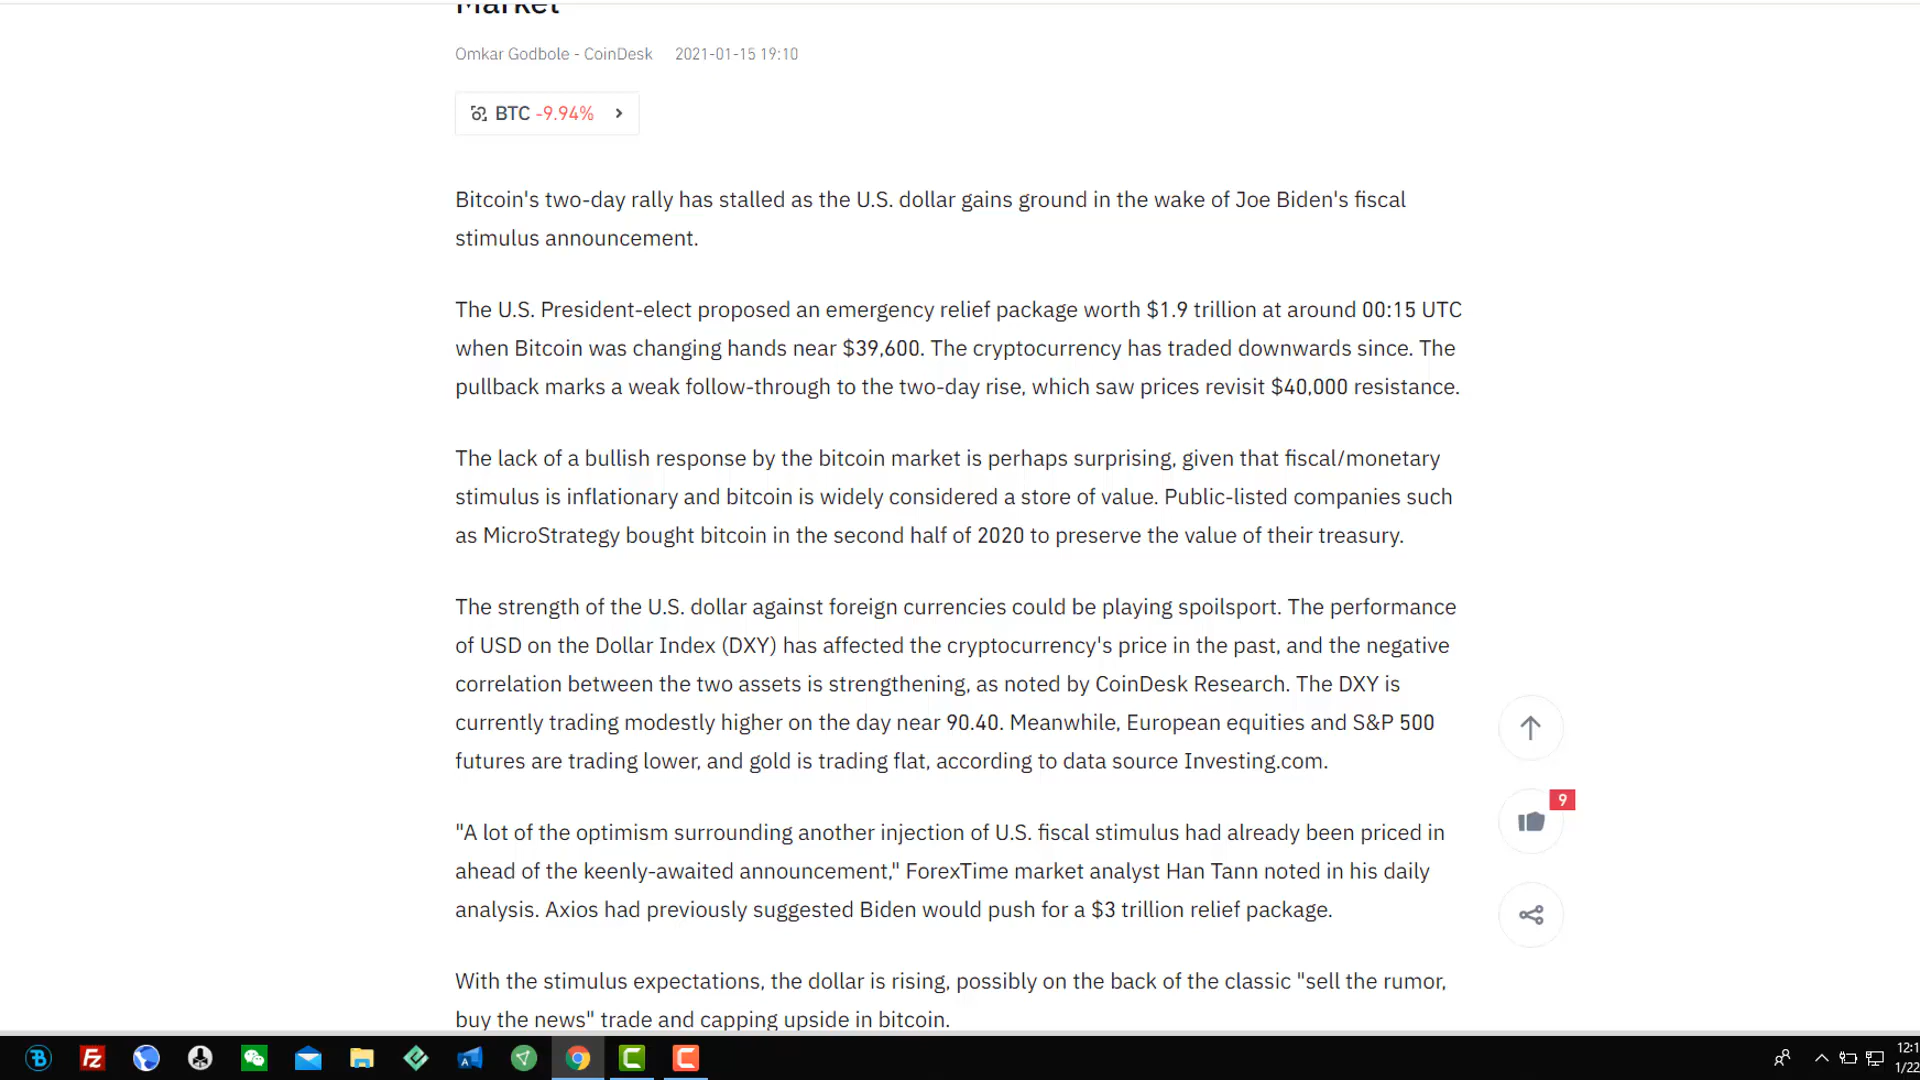 Market
Omkar Godbole - CoinDesk 2021-01-15 19:10
BTC -9.94%
Bitcoin's two-day rally has stalled as the U.S. dollar gains ground in the wake of Joe Biden's fiscal
stimulus announcement.
The U.S. President-elect proposed an emergency relief package worth $1.9 trillion at around 00:15 UTC
when Bitcoin was changing hands near $39,600. The cryptocurrency has traded downwards since. The
pullback marks a weak follow-through to the two-day rise, which saw prices revisit $40,000 resistance.
The lack of a bullish response by the bitcoin market is perhaps surprising, given that fiscal/monetary
stimulus is inflationary and bitcoin is widely considered a store of value. Public-listed companies such
as MicroStrategy bought bitcoin in the second half of 2020 to preserve the value of their treasury.
The strength of the U.S. dollar against foreign currencies could be playing spoilsport. The performance
of USD on the Dollar Index (DXY) has affected the cryptocurrency's price in the past, and the negative
correlation between the two assets is strengthening, as noted by CoinDesk Research. The DXY is
currently trading modestly higher on the day near 90.40. Meanwhile, European equities and S&P 500
futures are trading lower, and gold is trading flat, according to data source Investing.com.
9
"A lot of the optimism surrounding another injection of U.S. fiscal stimulus had already been priced in
ahead of the keenly-awaited announcement," ForexTime market analyst Han Tann noted in his daily
analysis. Axios had previously suggested Biden would push for a $3 trillion relief package.
With the stimulus expectations, the dollar is rising, possibly on the back of the classic "sell the rumor,
buy the news" trade and capping upside in bitcoin.
12:1
1/22